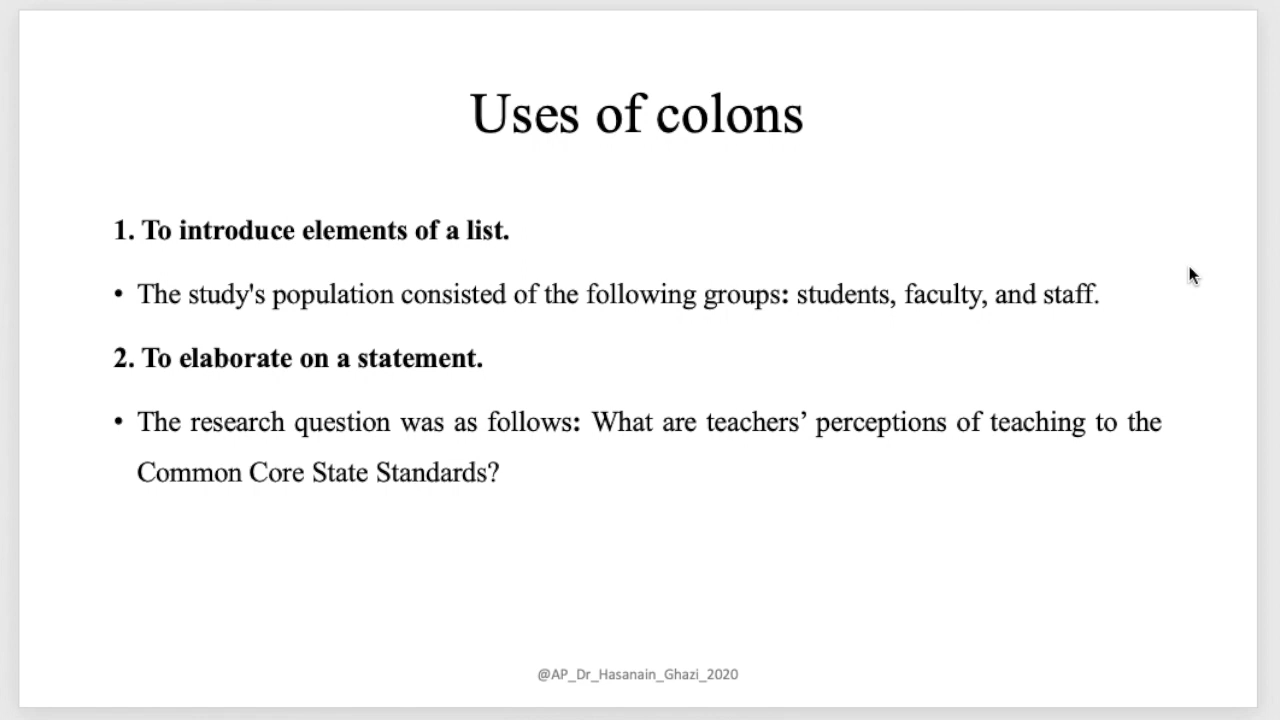 Uses of colons
1. To introduce elements of a list.
• The study's population consisted of the following groups: students, faculty, and staff.
2. To elaborate on a statement.
• The research question was as follows: What are teachers’ perceptions of teaching to the
Common Core State Standards?
@AP_Dr_Hasanain_Ghazi_2020